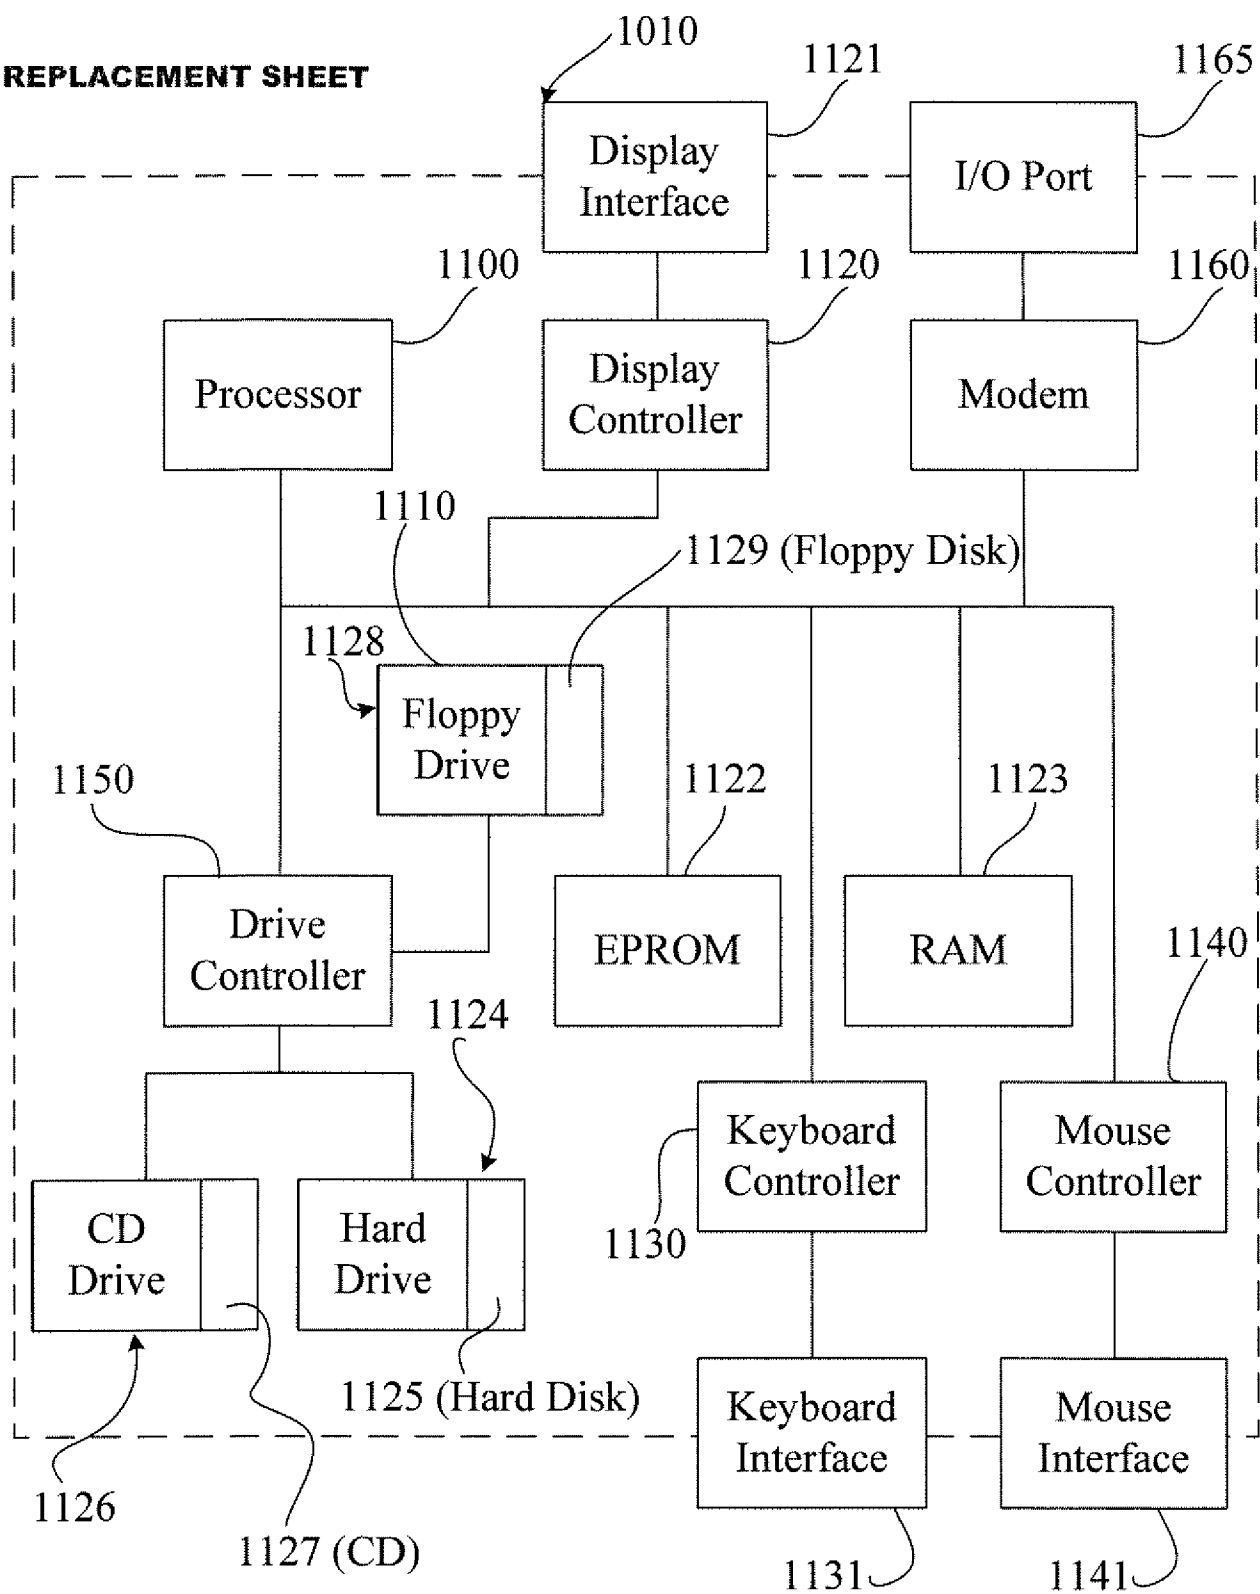 1010
REPLACEMENT SHEET
1121
1165
Display
Interface
I/O Port
1100
1120
1160
Processor
Display
Controller
Modem
1110
1129 (Floppy Disk)
1128
Floppy
Drive
1150
1122
1123
Drive
Controller
EPROM
RAM
1140
1124
Keyboard
Controller
Mouse
Controller
1130
CD
Drive
Hard
Drive
1125 (Hard Disk)
Keyboard
Interface
Mouse
Interface
1126
1127 (CD)
1131
1141